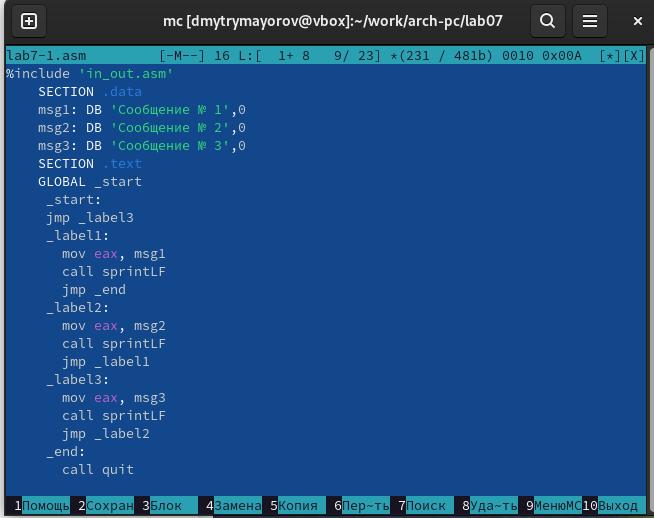 mc [dmytrymayorov@vbox]:~/work/arch-pc/lab07
lab7-1.asm [-M--] 16 L:[ 1+ 8 9/ 23] *(231 / 481b) 0010 0x00A [*][X]
%include 'in_out.asm'
SECTION .data
msg1: DB 'Сообщение № 1',0
msg2: DB 'Сообщение № 2',0
msg3: DB 'Сообщение № 3',0
SECTION .text
GLOBAL _start
_start:
jmp _label3
_label1:
mov eax, msg1
call sprintLF
jmp _end
_label2:
mov eax, msg2
call sprintLF
jmp _label1
_label3:
mov eax, msg3
call sprintLF
jmp _label2
_end:
call quit
1Помощь 2Сохран 3Блок 4Замена 5Копия 6Пер~ть 7Поиск 8Уда~ть 9МенюMC 10Выход